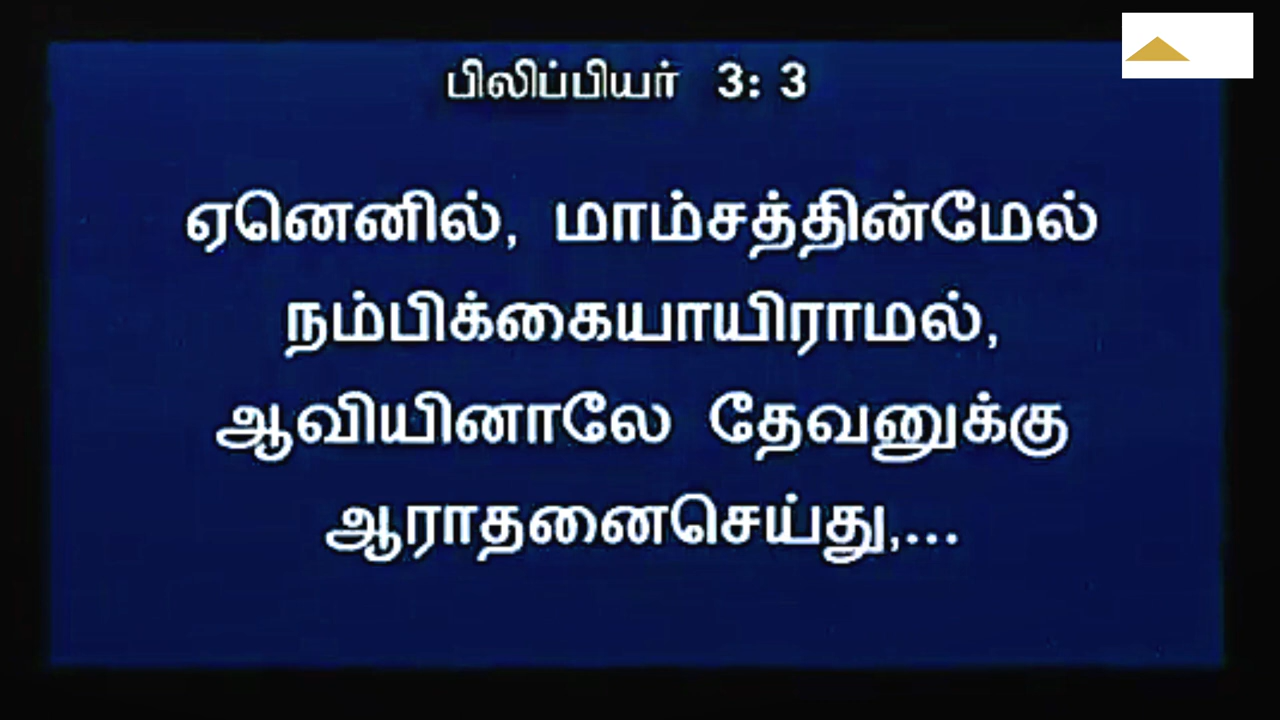 பிலிப்பியர் 3: 3
ஏனெனில், மாம்சத்தின்மேல்
நம்பிக்கையாயிராமல்,
ஆவியினாலே தேவனுக்கு
ஆராதனைசெய்து,...